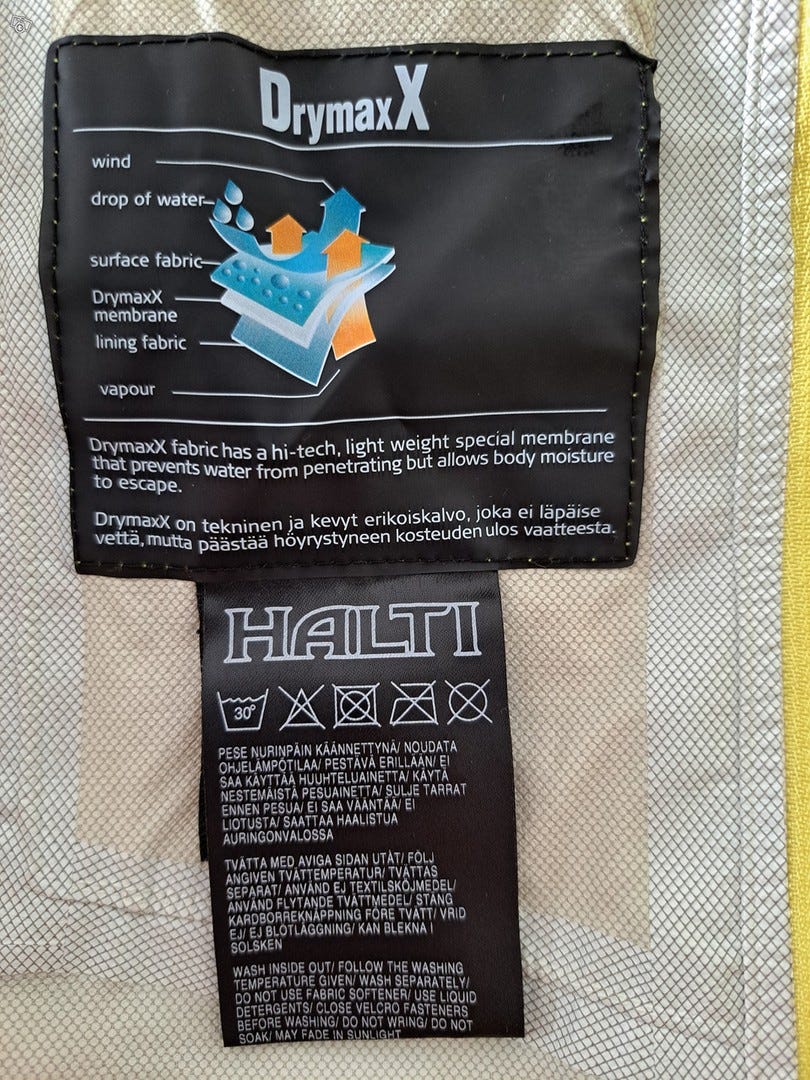 DrymaxX
wind
drop of water
surface fabric
DrymaxX
membrane
lining fabric
vapour
DrymaxX fabric has a hi-tech, light weight special membrane
that prevents water from penetrating but allows body moisture
to escape.
DrymaxX on tekninen ja kevyt erikoiskalvo, joka ei läpäise
vettä, mutta päästää höyrystyneen kosteuden ulos vaatteesta.
HALTI
30°
PESE NURINPÄIN KÄÄNNETTYNÄ/ NOUDATA
OHJELÄMPÖTILAA/ PESTÄVÄ ERILLÄÄN/ EI
SAA KÄYTTÄÄ HUUHTELUAINETTA/ KÄYTÄ
NESTEMÄISTÄ PESUAINETTA/ SULJE TARRAT
ENNEN PESUA/ EI SAA VÄÄNTÄÄ/ EI
LIOTUSTA/ SAATTAA HAALISTUA
AURINGONVALOSSA
TVÄTTA MED AVIGA SIDAN UTÅT/ FÖLJ
ANGIVEN TVÄTTEMPERATUR/ TVÄTTAS
SEPARAT/ ANVÄND EJ TEXTILSKÖJMEDEL/
ANVÄND FLYTANDE TVÄTTMEDEL/ STÄNG
KARDBORREKNÄPPNING FÖRE TVÄTT/ VRID
EJ/ EJ BLÖTLÄGGNING/ KAN BLEKNA I
SOLSKEN
WASH INSIDE OUT/ FOLLOW THE WASHING
TEMPERATURE GIVEN/ WASH SEPARATELY/
DO NOT USE FABRIC SOFTENER/ USE LIQUID
DETERGENTS/ CLOSE VELCRO FASTENERS
BEFORE WASHING/ DO NOT WRING/ DO NOT
SOAK/ MAY FADE IN SUNLIGHT